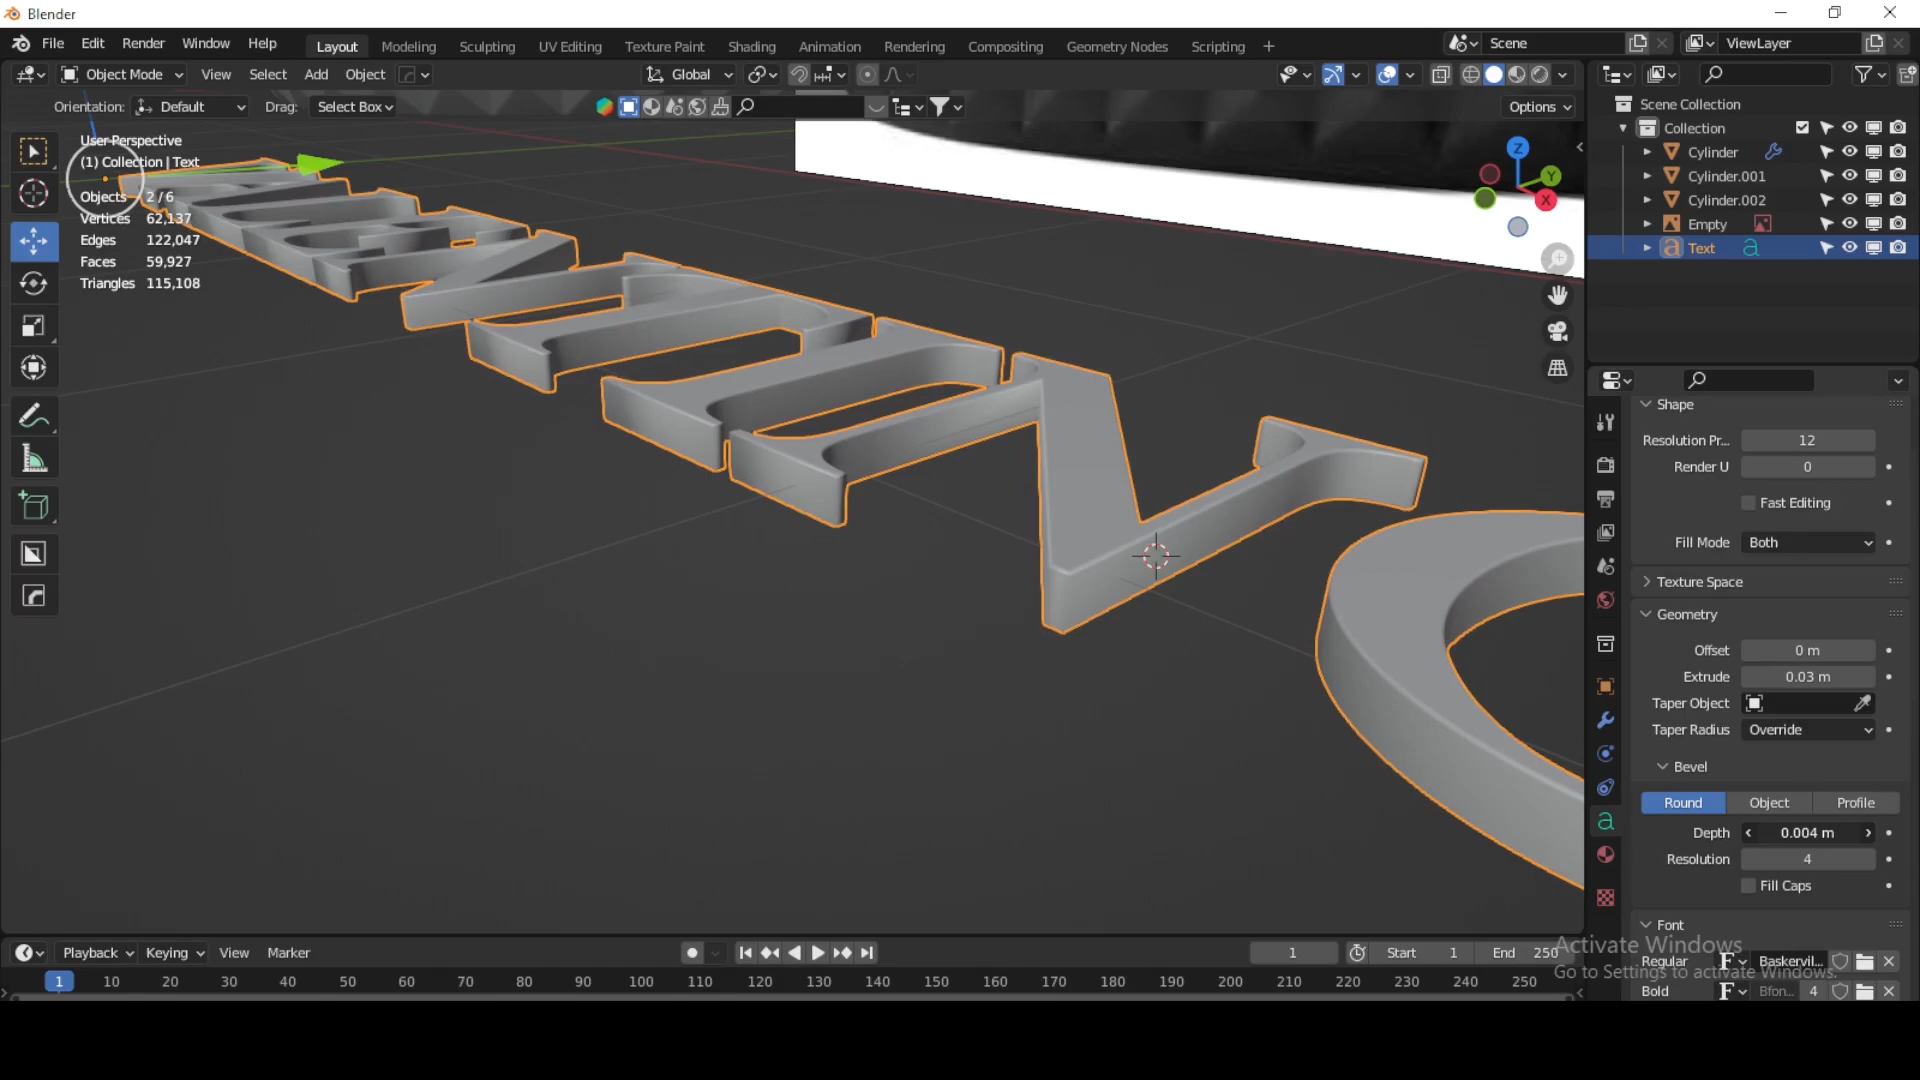 Blender
File Edit Render Window Help Layout Modeling Sculpting UV Editing Texture Paint Shading Animation Rendering Compositing Geometry Nodes Scripting + Scene ViewLayer
Object Mode View Select Add Object Global
Orientation: Default Drag: Select Box Options
User Perspective
(1) Collection | Text
Objects 2 / 6
Vertices 62,137
Edges 122,047
Faces 59,927
Triangles 115,108
Z
Y
X
Scene Collection
Collection
Cylinder
Cylinder.001
Cylinder.002
Empty
Text
Shape
Resolution Pr... 12
Render U 0
Fast Editing
Fill Mode Both
Texture Space
Geometry
Offset 0 m
Extrude 0.03 m
Taper Object
Taper Radius Override
Bevel
Round Object Profile
Depth 0.004 m
Resolution 4
Fill Caps
Font
Regular Baskervil...
Bold Bfon... 4
Activate Windows
Go to Settings to activate Windows.
Playback Keying View Marker 1 Start 1 End 250
1 10 20 30 40 50 60 70 80 90 100 110 120 130 140 150 160 170 180 190 200 210 220 230 240 250